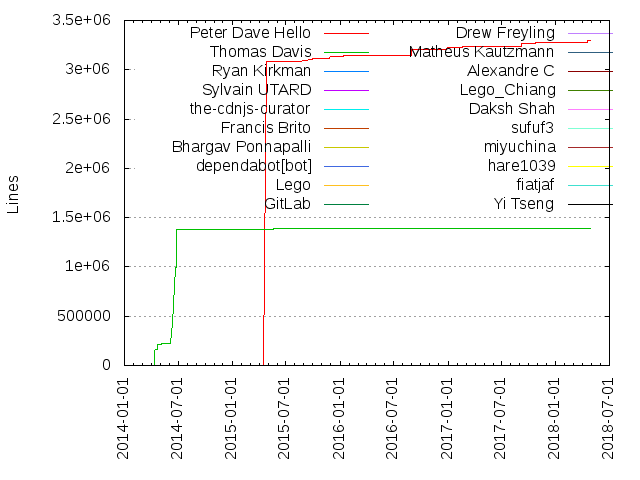 3.5e+06
3e+06
2.5e+06
2e+06
1.5e+06
1e+06
500000
0
Lines
Peter Dave Hello
Thomas Davis
Ryan Kirkman
Sylvain UTARD
the-cdnjs-curator
Francis Brito
Bhargav Ponnapalli
dependabot[bot]
Lego
GitLab
Drew Freyling
Matheus Kautzmann
Alexandre C
Lego_Chiang
Daksh Shah
sufuf3
miyuchina
hare1039
fiatjaf
Yi Tseng
2014-01-01
2014-07-01
2015-01-01
2015-07-01
2016-01-01
2016-07-01
2017-01-01
2017-07-01
2018-01-01
2018-07-01